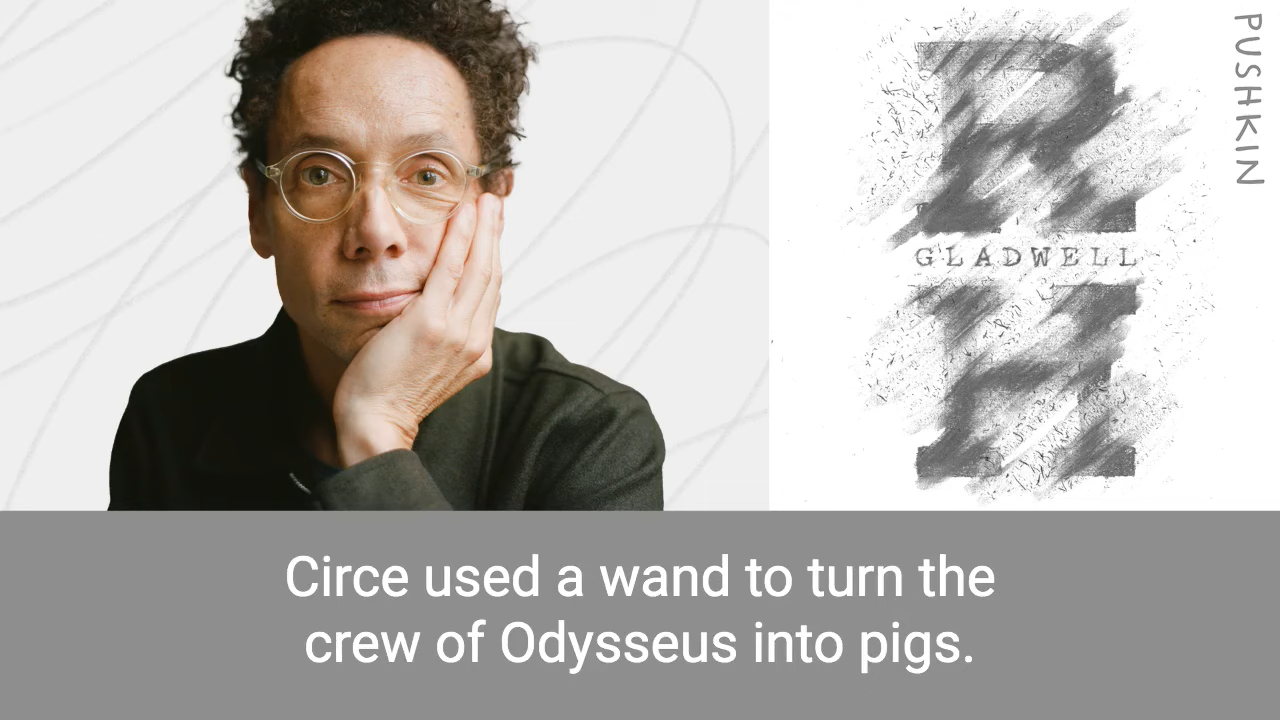 PUSHKIN
R
GLADWELL
H
Circe used a wand to turn the
crew of Odysseus into pigs.